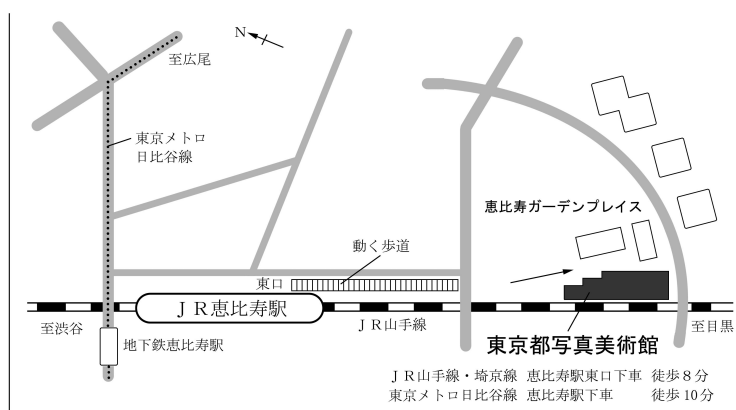 N
至広尾
東京メトロ
日比谷線
恵比寿ガーデンプレイス
動く歩道
東口
ＪＲ恵比寿駅
至渋谷
ＪＲ山手線
至目黒
地下鉄恵比寿駅
東京都写真美術館
ＪＲ山手線・埼京線 恵比寿駅東口下車 徒歩８分
東京メトロ日比谷線 恵比寿駅下車 徒歩10分